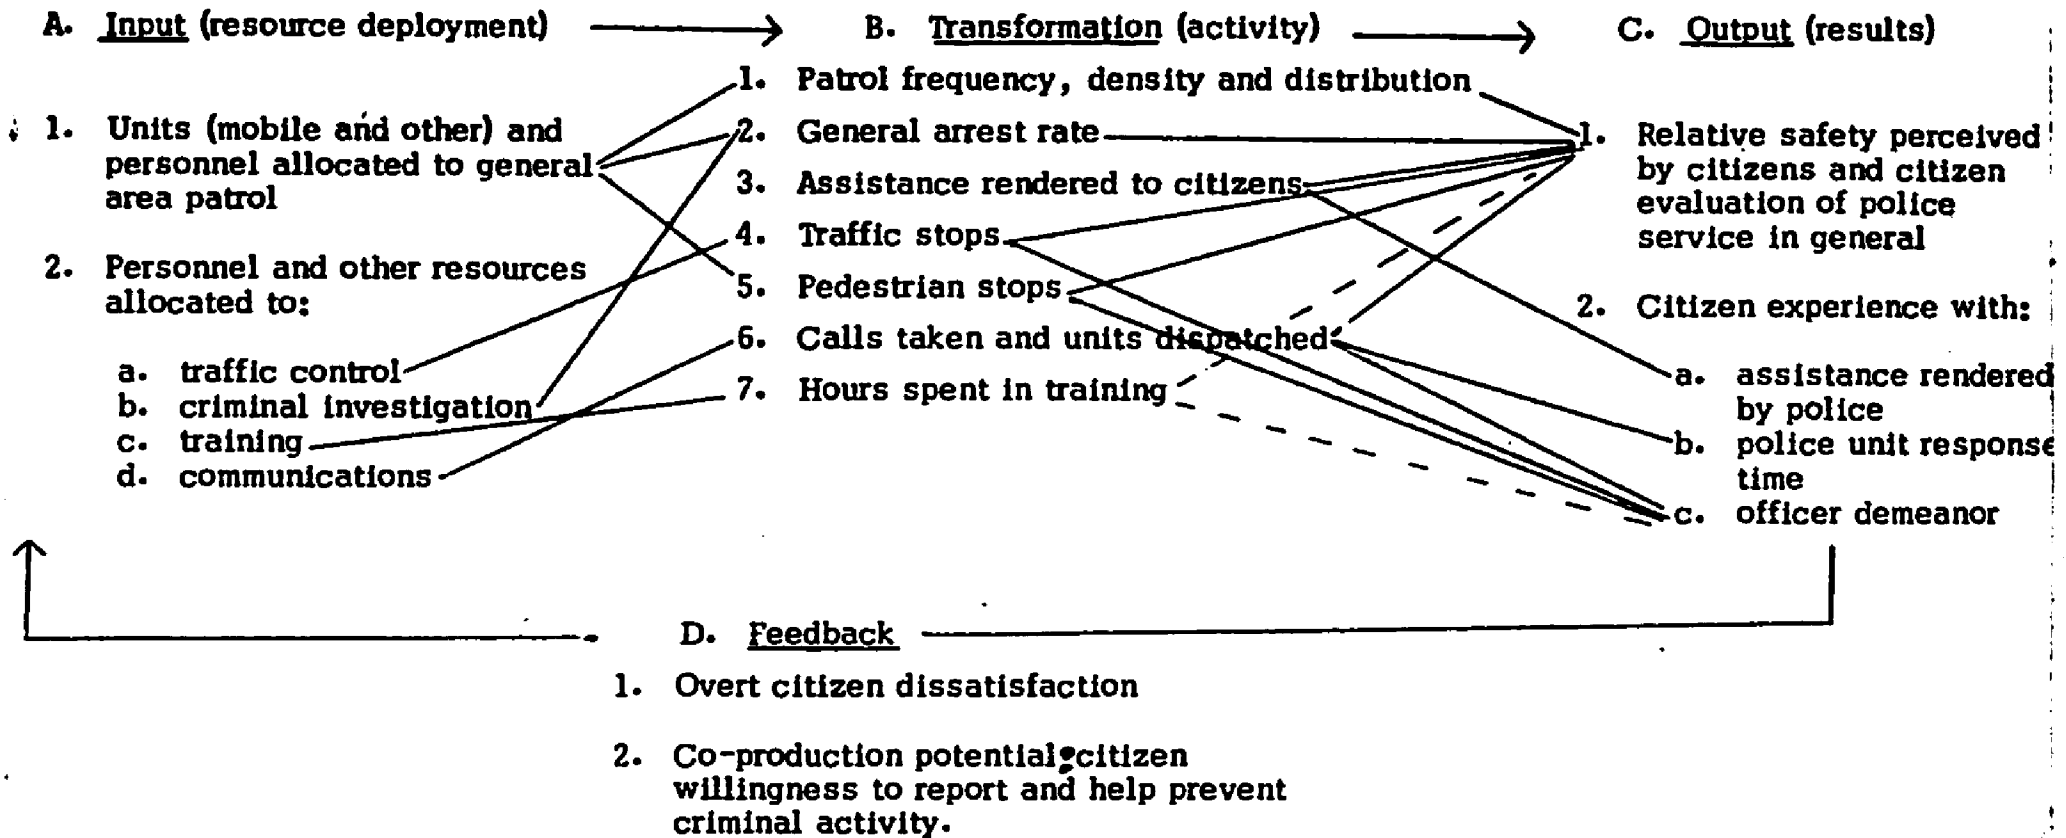 A. Input (resource deployment)
B. Transformation (activity)
C. Output (results)
1. Units (mobile and other) and
personnel allocated to general
area patrol
2. Personnel and other resources
allocated to:
a. traffic control
b. criminal investigation
c. training
d. communications
1. Patrol frequency, density and distribution
2. General arrest rate
3. Assistance rendered to citizens
4. Traffic stops
5. Pedestrian stops
6. Calls taken and units dispatched
7. Hours spent in training
1. Relative safety perceived
by citizens and citizen
evaluation of police
service in general
2. Citizen experience with:
a. assistance rendered
by police
b. police unit response
time
c. officer demeanor
D. Feedback
1. Overt citizen dissatisfaction
2. Co-production potential: citizen
willingness to report and help prevent
criminal activity.